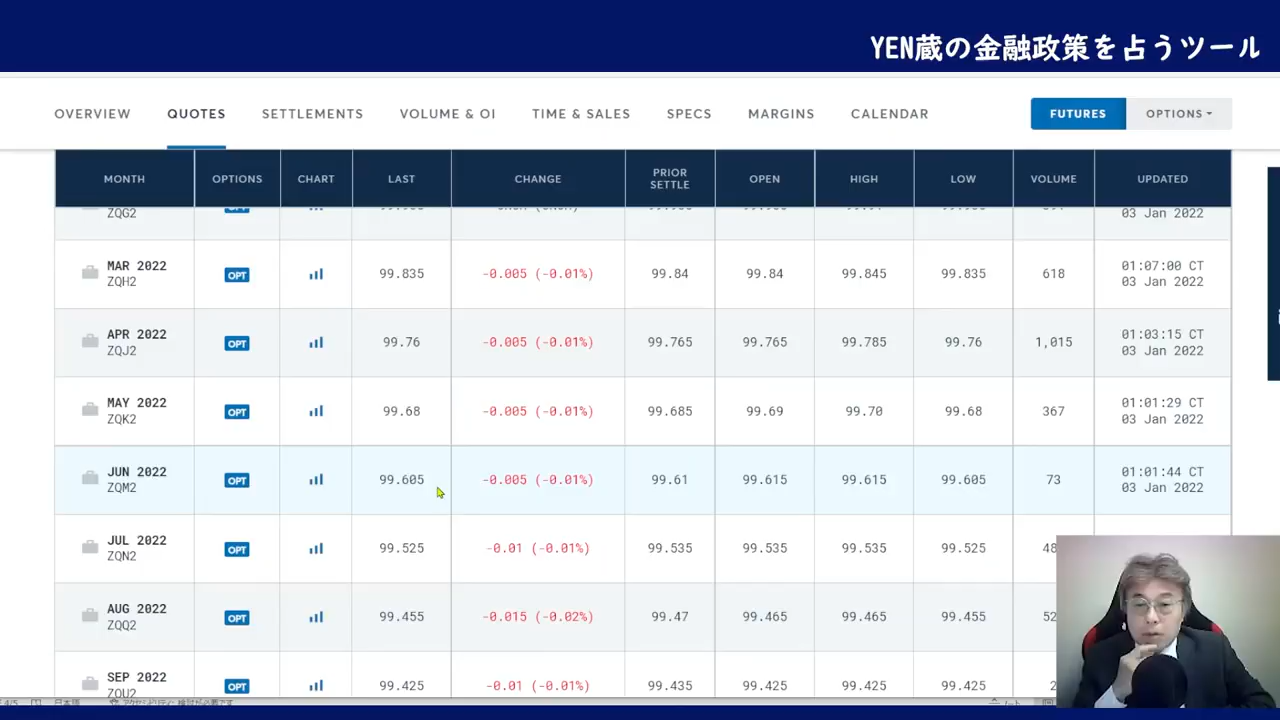 YEN蔵の金融政策を占うツール
OVERVIEW QUOTES SETTLEMENTS VOLUME & OI TIME & SALES SPECS MARGINS CALENDAR FUTURES OPTIONS
MONTH OPTIONS CHART LAST CHANGE PRIOR SETTLE OPEN HIGH LOW VOLUME UPDATED
ZQG2 03 Jan 2022
MAR 2022 ZQH2 OPT 99.835 -0.005 (-0.01%) 99.84 99.84 99.845 99.835 618 01:07:00 CT 03 Jan 2022
APR 2022 ZQJ2 OPT 99.76 -0.005 (-0.01%) 99.765 99.765 99.785 99.76 1,015 01:03:15 CT 03 Jan 2022
MAY 2022 ZQK2 OPT 99.68 -0.005 (-0.01%) 99.685 99.69 99.70 99.68 367 01:01:29 CT 03 Jan 2022
JUN 2022 ZQM2 OPT 99.605 -0.005 (-0.01%) 99.61 99.615 99.615 99.605 73 01:01:44 CT 03 Jan 2022
JUL 2022 ZQN2 OPT 99.525 -0.01 (-0.01%) 99.535 99.535 99.535 99.525 48
AUG 2022 ZQQ2 OPT 99.455 -0.015 (-0.02%) 99.47 99.465 99.465 99.455 52
SEP 2022 ZQU2 OPT 99.425 -0.01 (-0.01%) 99.435 99.425 99.425 99.425 2